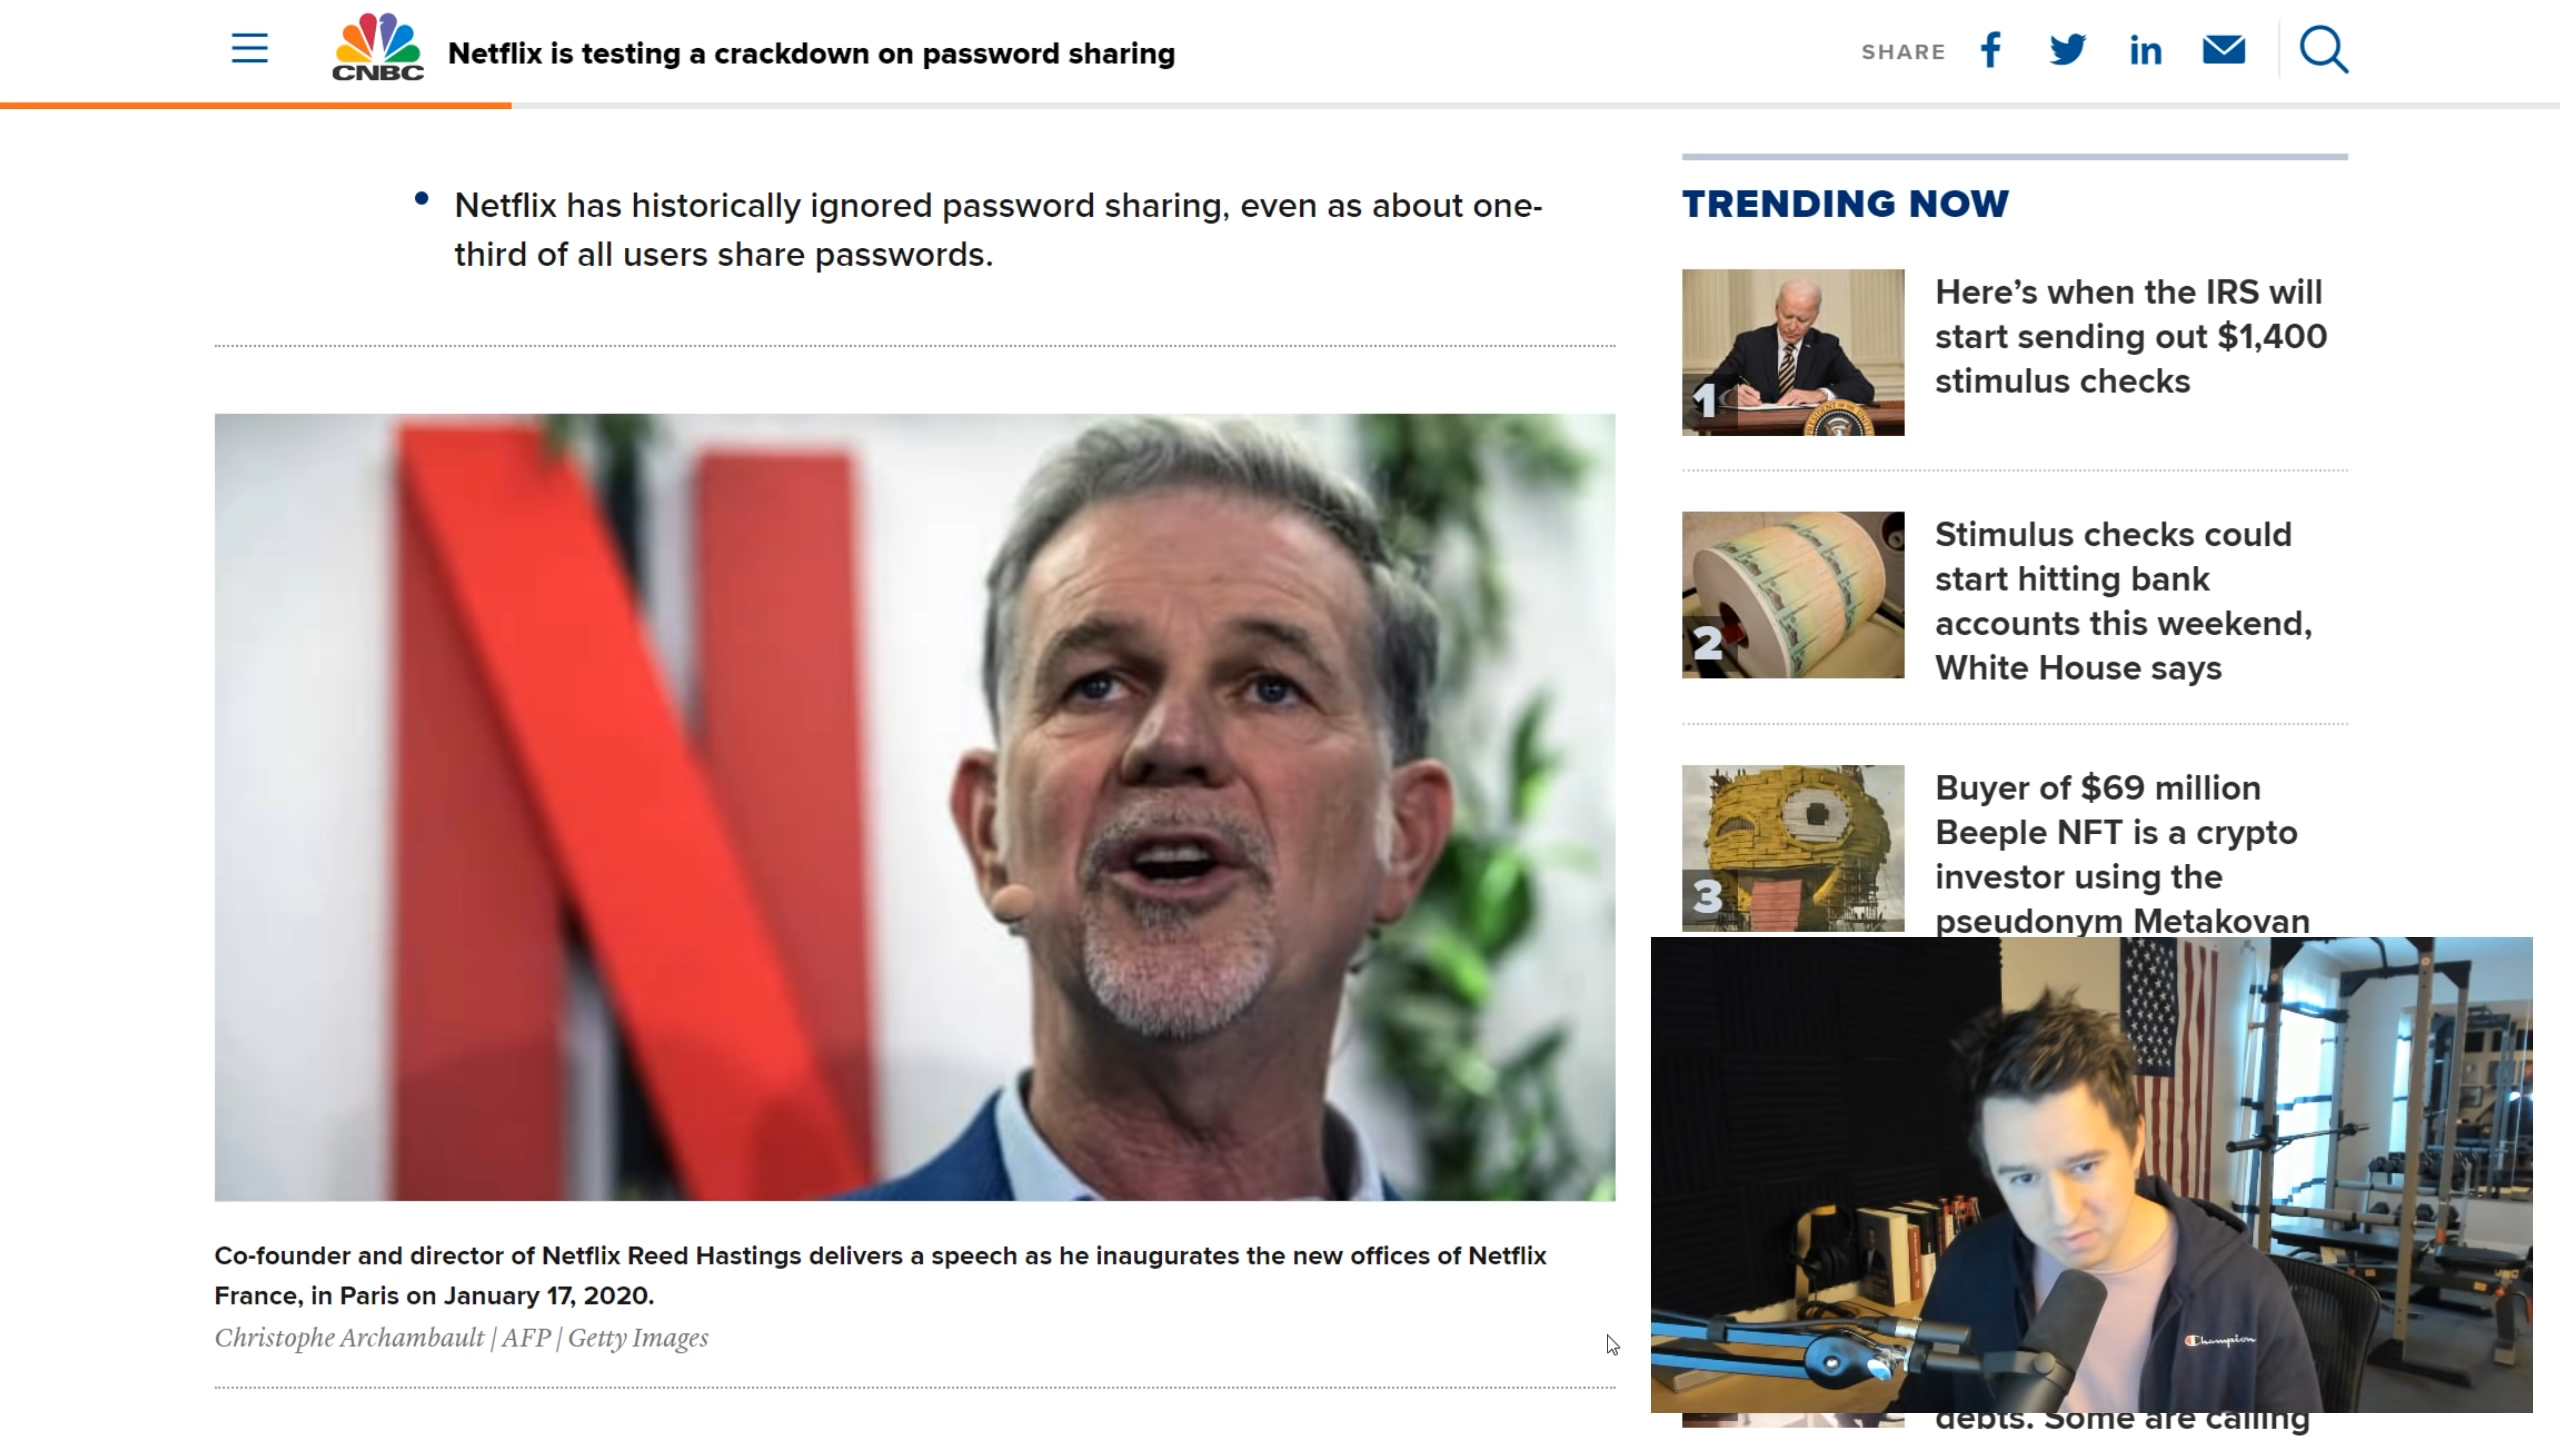 CNBC
Netflix is testing a crackdown on password sharing
SHARE
Netflix has historically ignored password sharing, even as about one-
third of all users share passwords.
Co-founder and director of Netflix Reed Hastings delivers a speech as he inaugurates the new offices of Netflix
France, in Paris on January 17, 2020.
Christophe Archambault | AFP | Getty Images
TRENDING NOW
1
Here’s when the IRS will
start sending out $1,400
stimulus checks
2
Stimulus checks could
start hitting bank
accounts this weekend,
White House says
3
Buyer of $69 million
Beeple NFT is a crypto
investor using the
pseudonym Metakovan
Champion
debts. Some are calling